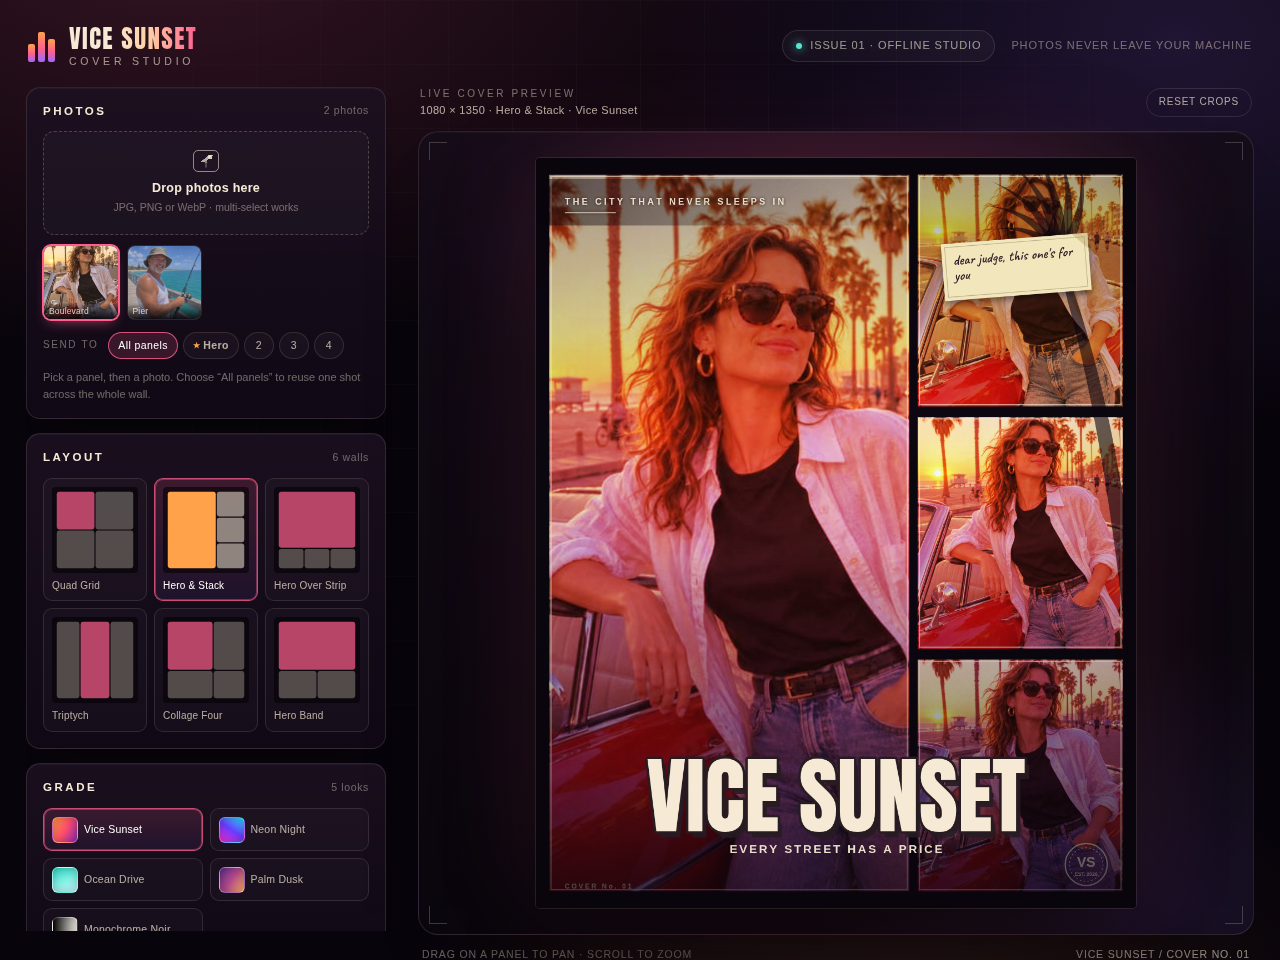 VICE SUNSET
COVER STUDIO
ISSUE 01 · OFFLINE STUDIO
PHOTOS NEVER LEAVE YOUR MACHINE
PHOTOS
2 photos
Drop photos here
JPG, PNG or WebP · multi-select works
Boulevard
Pier
SEND TO
All panels
★ Hero
2
3
4
Pick a panel, then a photo. Choose “All panels” to reuse one shot
across the whole wall.
LAYOUT
6 walls
Quad Grid
Hero & Stack
Hero Over Strip
Triptych
Collage Four
Hero Band
GRADE
5 looks
Vice Sunset
Neon Night
Ocean Drive
Palm Dusk
Monochrome Noir
LIVE COVER PREVIEW
1080 × 1350 · Hero & Stack · Vice Sunset
RESET CROPS
THE CITY THAT NEVER SLEEPS IN
dear judge, this one's for
you
VICE SUNSET
EVERY STREET HAS A PRICE
COVER No. 01
VS
EST. 2026
DRAG ON A PANEL TO PAN · SCROLL TO ZOOM
VICE SUNSET / COVER NO. 01